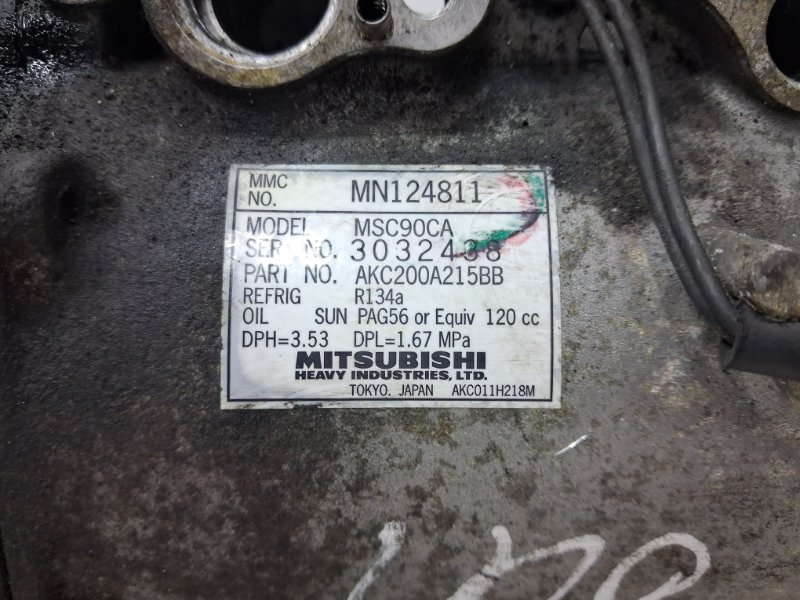 MMC NO. MN124811
MODEL MSC90CA
SER NO. 3032438
PART NO. AKC200A215BB
REFRIG R134a
OIL SUN PAG56 or Equiv 120 cc
DPH=3.53 DPL=1.67 MPa
MITSUBISHI
HEAVY INDUSTRIES, LTD.
TOKYO, JAPAN AKC011H218M